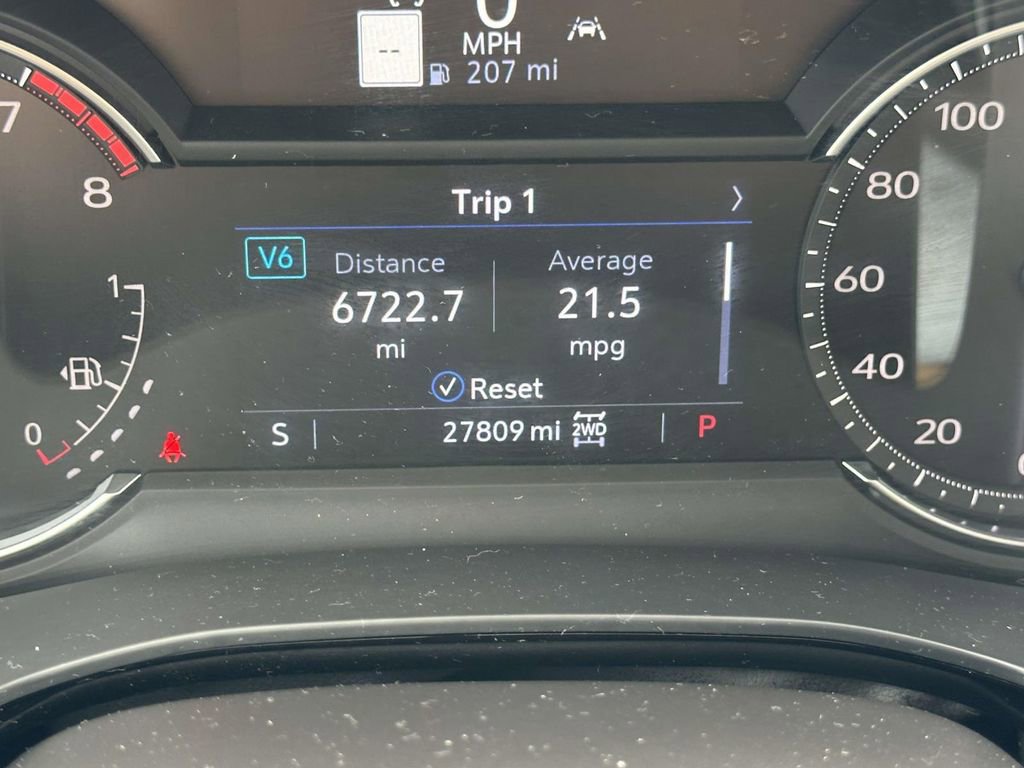 0
--
MPH
207 mi
7
8
100
80
60
40
20
Trip 1
V6
Distance
6722.7
mi
Average
21.5
mpg
Reset
1
0
S
27809 mi
2WD
P